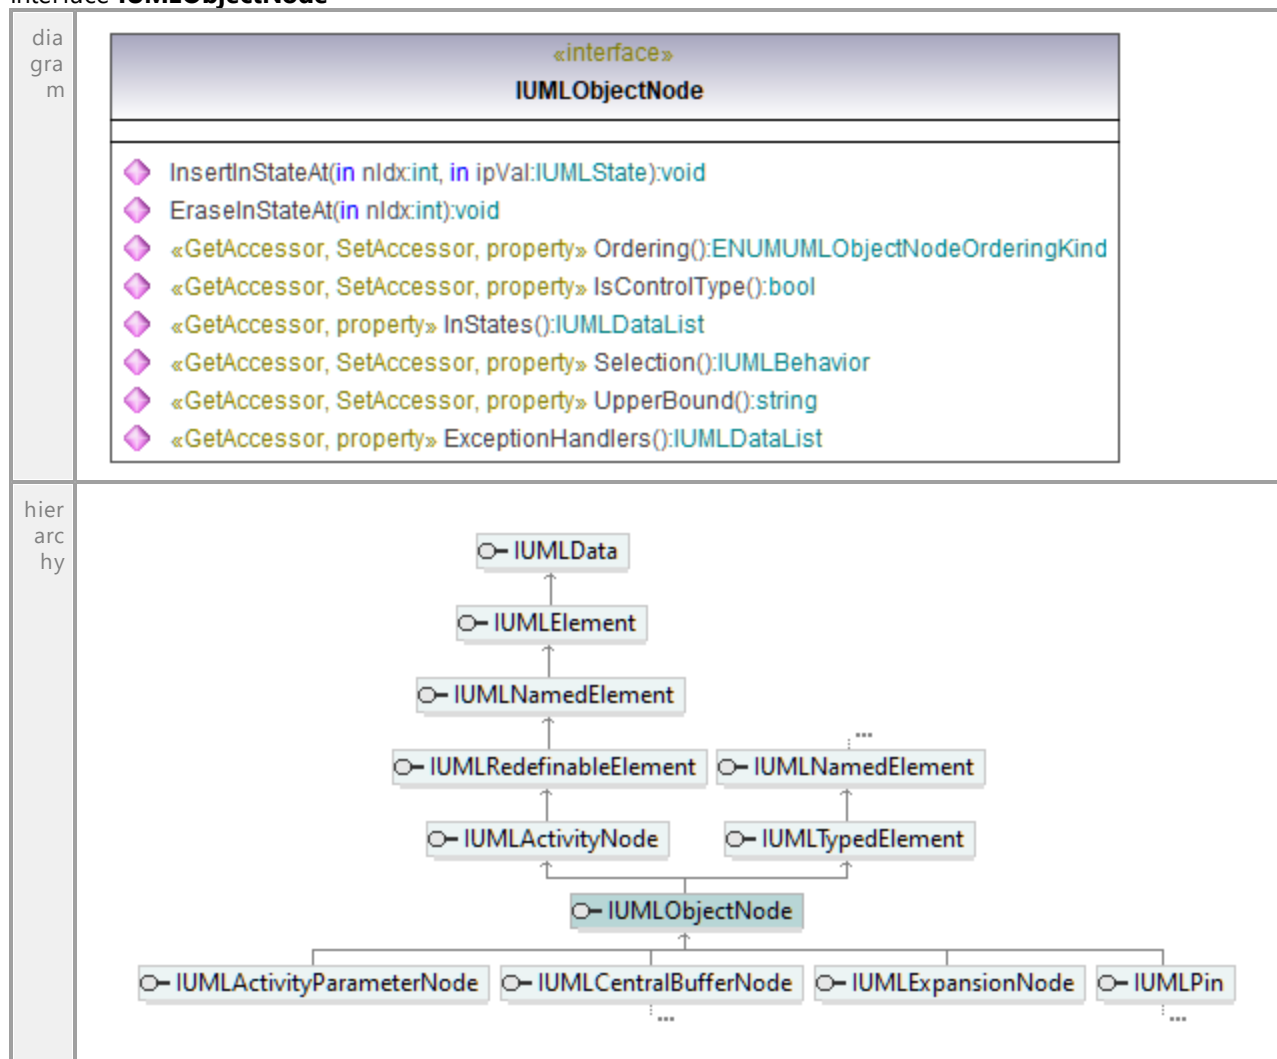 interface IUMLObjectNode
dia
gra
m
«interface»
IUMLObjectNode
InsertInStateAt(in nIdx:int, in ipVal:IUMLState):void
EraseInStateAt(in nIdx:int):void
«GetAccessor, SetAccessor, property» Ordering():ENUMUMLObjectNodeOrderingKind
«GetAccessor, SetAccessor, property» IsControlType():bool
«GetAccessor, property» InStates():IUMLDataList
«GetAccessor, SetAccessor, property» Selection():IUMLBehavior
«GetAccessor, SetAccessor, property» UpperBound():string
«GetAccessor, property» ExceptionHandlers():IUMLDataList
hier
arc
hy
IUMLData
IUMLElement
IUMLNamedElement
...
IUMLRedefinableElement IUMLNamedElement
IUMLActivityNode IUMLTypedElement
IUMLObjectNode
IUMLActivityParameterNode IUMLCentralBufferNode IUMLExpansionNode IUMLPin
... ...